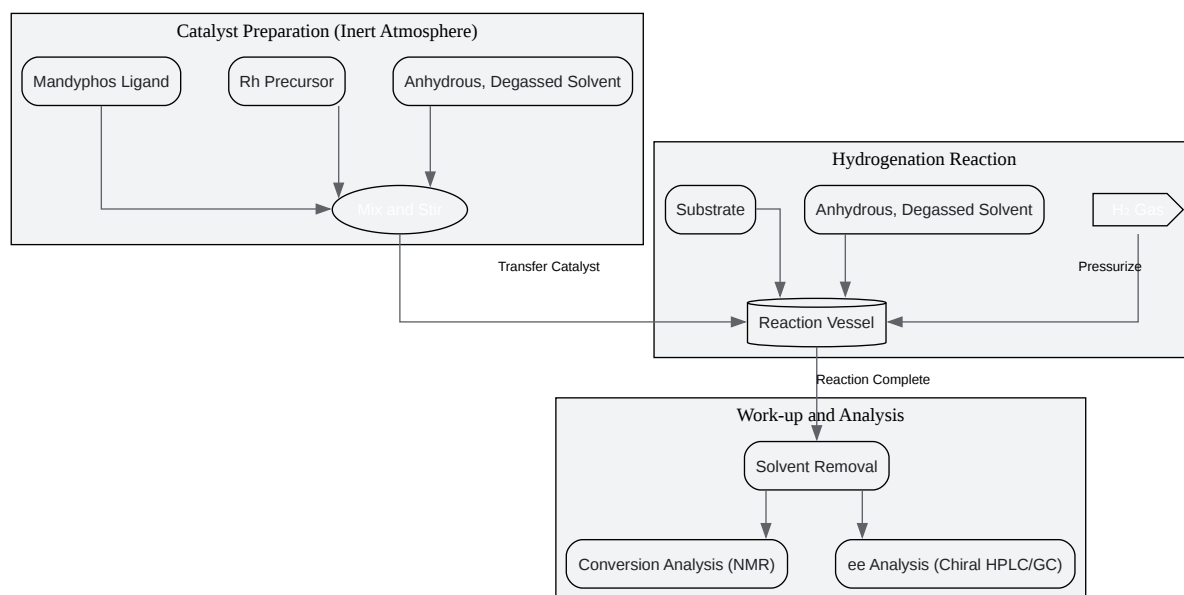 Catalyst Preparation (Inert Atmosphere)
Mandyphos Ligand
Rh Precursor
Anhydrous, Degassed Solvent
Mix and Stir
Transfer Catalyst
Hydrogenation Reaction
Substrate
Anhydrous, Degassed Solvent
H₂ Gas
Pressurize
Reaction Vessel
Reaction Complete
Work-up and Analysis
Solvent Removal
Conversion Analysis (NMR)
ee Analysis (Chiral HPLC/GC)